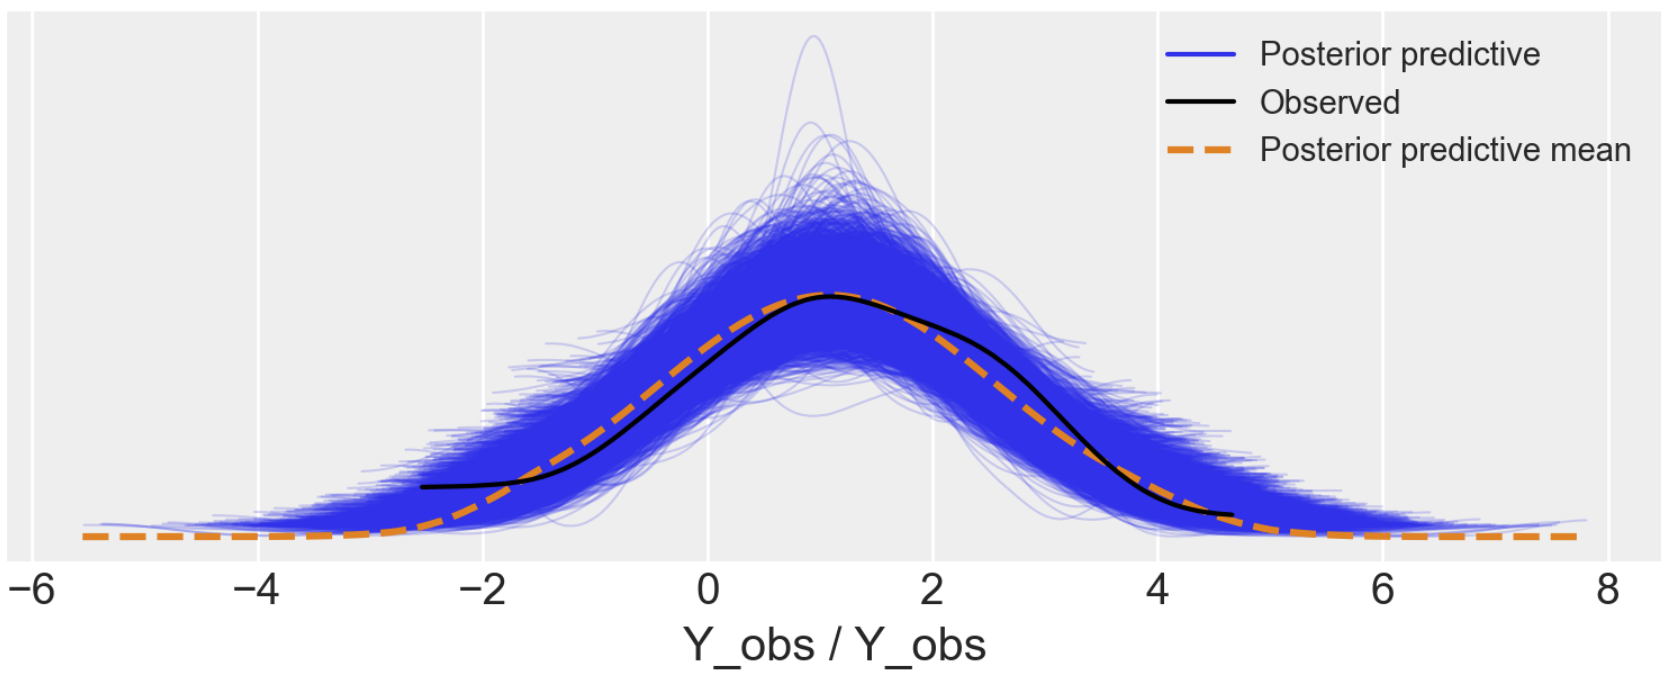 Posterior predictive
Observed
Posterior predictive mean
−6 −4 −2 0 2 4 6 8
Y_obs / Y_obs